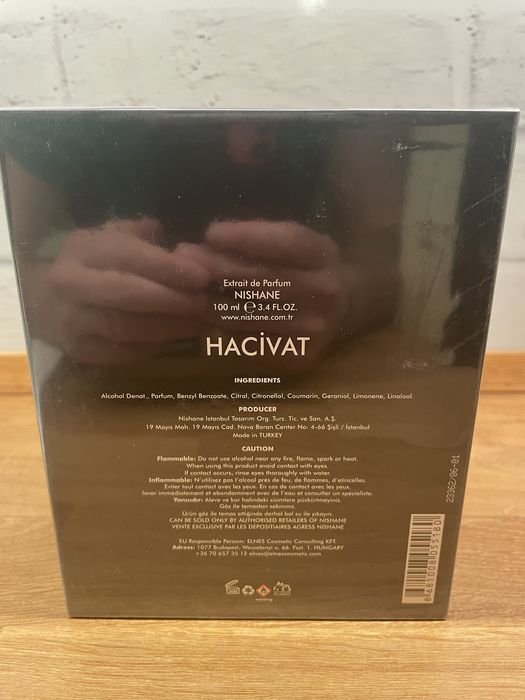 Extrait de Parfum
NISHANE
100 ml ℮ 3.4 FL.OZ.
www.nishane.com.tr
HACİVAT
INGREDIENTS
Alcohol Denat., Parfum, Benzyl Benzoate, Citral, Citronellol, Coumarin, Geraniol, Limonene, Linalool.
PRODUCER
Nishane Istanbul Tasarım Org. Turz. Tic. ve San. A.Ş.
19 Mayıs Mah. 19 Mayıs Cad. Nova Baran Center No: 4-66 Şişli / İstanbul
Made in TURKEY
CAUTION
Flammable: Do not use alcohol near any fire, flame, spark or heat.
When using this product avoid contact with eyes.
If contact occurs, rinse eyes thoroughly with warm.
Inflammable: N'utilisez pas l'alcool près de feu, de flammes, d'etincelles.
Éviter tout contact avec les yeux. En cas de contact avec les yeux.
laver immédiatement et abondamment avec de l'eau et consulter un spécialiste.
Yanıcıdır: Aleve ve kor halindeki cisimlere püskürtmeyiniz.
Göz ile temastan sakınınız.
Ürün göz ile temas ettiğinde derhal bol su ile yıkayın.
CAN BE SOLD ONLY BY AUTHORISED RETAILERS OF NISHANE
VENTE EXCLUSIVE PAR LES DÉPOSITAIRES AGRESS NISHANE
EU Responsible Person: ELNES Cosmetic Consulting KFT.
Adress: 1077 Budapest, Wesselenyi u. 66. Fszt. 1. HUNGARY
+36 70 657 35 12 elnes@elnescosmetic.com
warning
23362/06-01
8681008055180